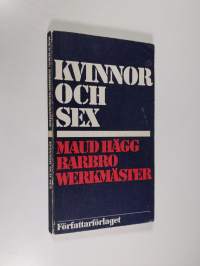 KVINNOR
OCH
SEX
MAUD HÄGG
BARBRO
WERKMÄSTER
Författarförlaget